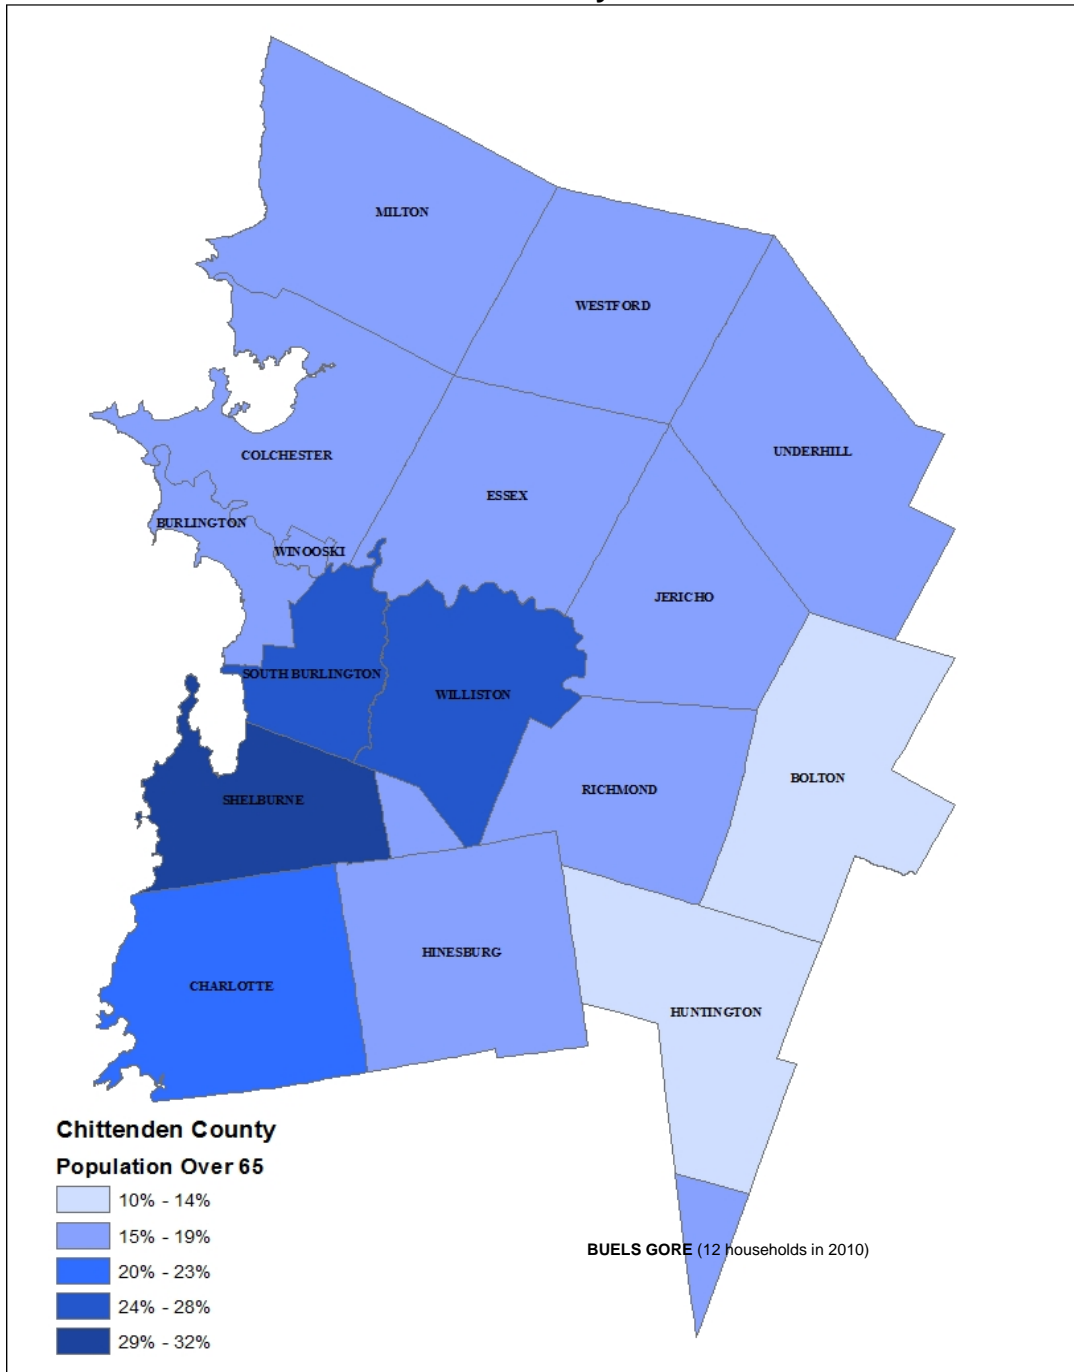 MILTON
WESTFORD
UNDERHILL
COLCHESTER
ESSEX
BURLINGTON
WINOOSKI
JERICHO
SOUTH BURLINGTON
WILLISTON
BOLTON
RICHMOND
SHELBURNE
HINESBURG
CHARLOTTE
HUNTINGTON
Chittenden County
Population Over 65
10% - 14%
15% - 19%
20% - 23%
24% - 28%
29% - 32%
BUELS GORE (12 households in 2010)